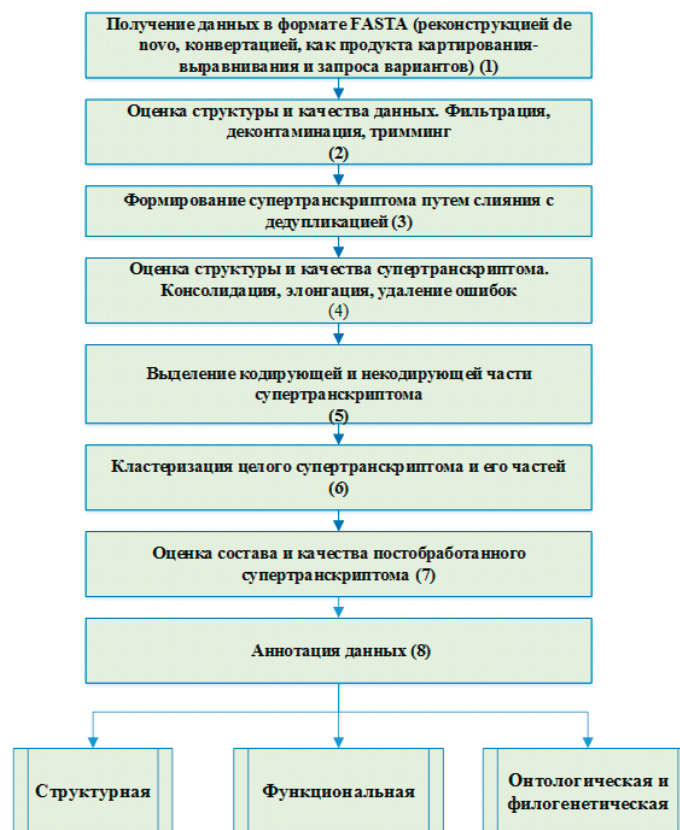 Получение данных в формате FASTA (реконструкцией de
novo, конвертацией, как продукта картирования-
выравнивания и запроса вариантов) (1)
Оценка структуры и качества данных. Фильтрация,
деконтаминация, тримминг
(2)
Формирование супертранскриптома путем слияния с
дедупликацией (3)
Оценка структуры и качества супертранскриптома.
Консолидация, элонгация, удаление ошибок
(4)
Выделение кодирующей и некодирующей части
супертранскриптома
(5)
Кластеризация целого супертранскриптома и его частей
(6)
Оценка состава и качества постобработанного
супертранскриптома (7)
Аннотация данных (8)
Структурная
Функциональная
Онтологическая и
филогенетическая